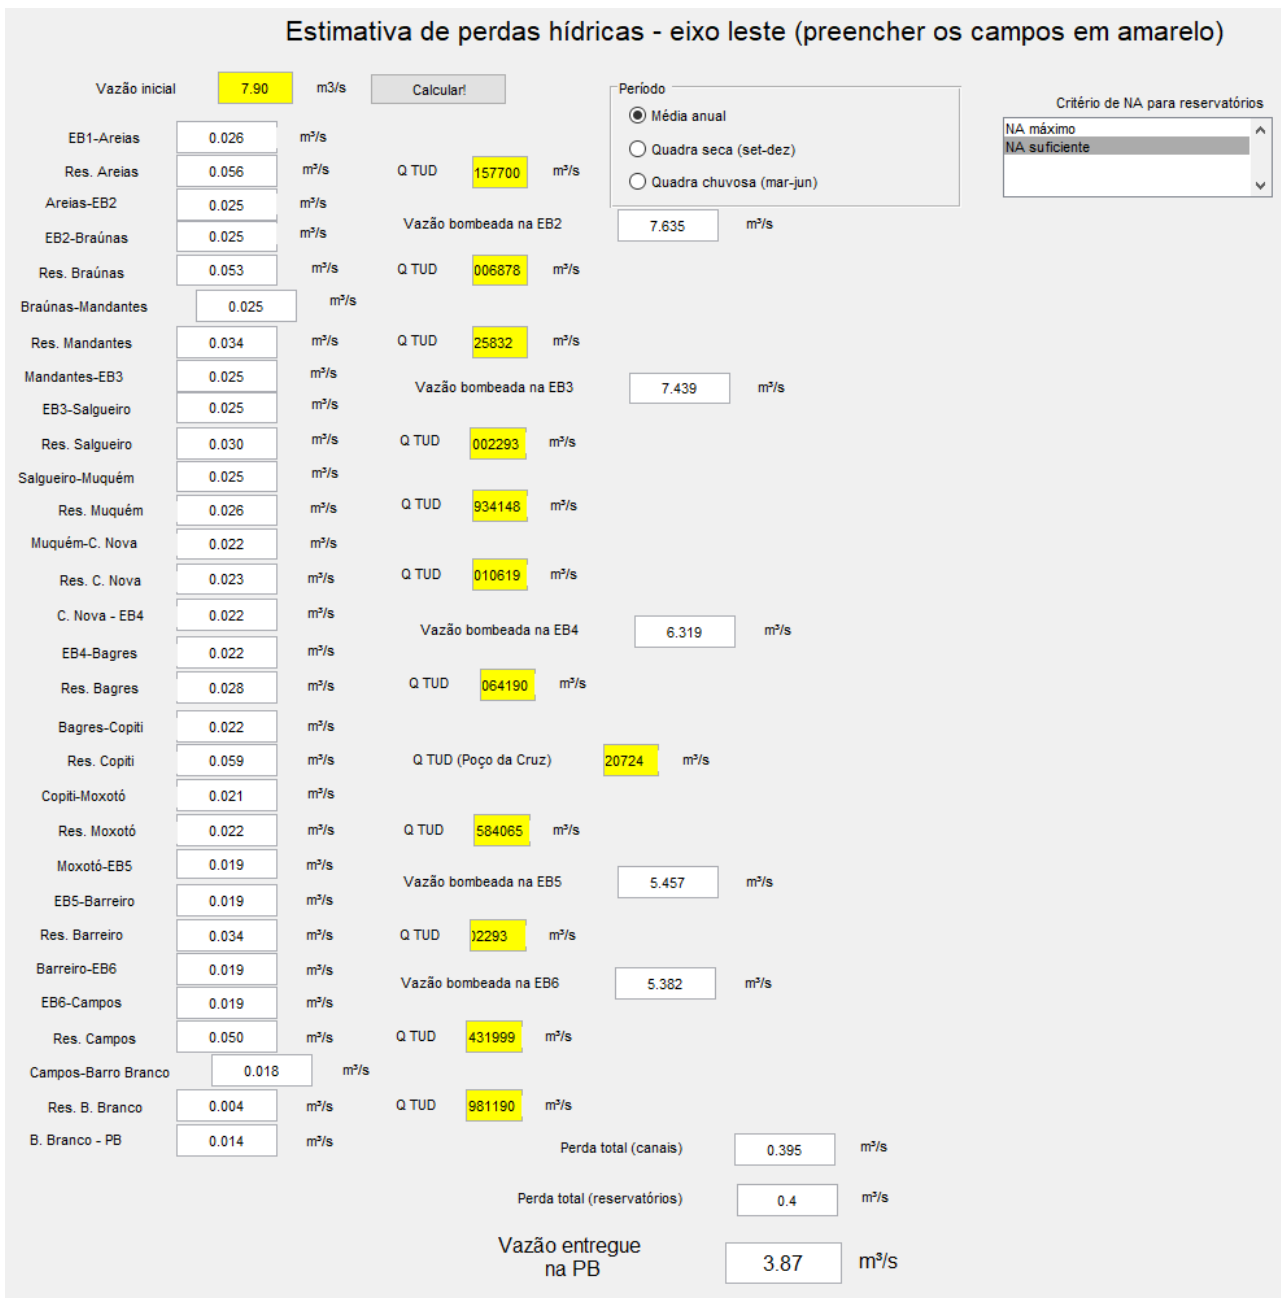 Estimativa de perdas hídricas - eixo leste (preencher os campos em amarelo)
Vazão inicial 7.90 m3/s Calcular!
Período
Média anual
Quadra seca (set-dez)
Quadra chuvosa (mar-jun)
Critério de NA para reservatórios
NA máximo
NA suficiente
EB1-Areias 0.026 m³/s
Res. Areias 0.056 m³/s Q TUD 157700 m³/s
Areias-EB2 0.025 m³/s
Vazão bombeada na EB2 7.635 m³/s
EB2-Braúnas 0.025 m³/s
Res. Braúnas 0.053 m³/s Q TUD 006878 m³/s
Braúnas-Mandantes 0.025 m³/s
Res. Mandantes 0.034 m³/s Q TUD 25832 m³/s
Mandantes-EB3 0.025 m³/s
Vazão bombeada na EB3 7.439 m³/s
EB3-Salgueiro 0.025 m³/s
Res. Salgueiro 0.030 m³/s Q TUD 002293 m³/s
Salgueiro-Muquém 0.025 m³/s
Res. Muquém 0.026 m³/s Q TUD 934148 m³/s
Muquém-C. Nova 0.022 m³/s
Res. C. Nova 0.023 m³/s Q TUD 010619 m³/s
C. Nova - EB4 0.022 m³/s
Vazão bombeada na EB4 6.319 m³/s
EB4-Bagres 0.022 m³/s
Res. Bagres 0.028 m³/s Q TUD 064190 m³/s
Bagres-Copiti 0.022 m³/s
Res. Copiti 0.059 m³/s Q TUD (Poço da Cruz) 20724 m³/s
Copiti-Moxotó 0.021 m³/s
Res. Moxotó 0.022 m³/s Q TUD 584065 m³/s
Moxotó-EB5 0.019 m³/s
Vazão bombeada na EB5 5.457 m³/s
EB5-Barreiro 0.019 m³/s
Res. Barreiro 0.034 m³/s Q TUD 02293 m³/s
Barreiro-EB6 0.019 m³/s
Vazão bombeada na EB6 5.382 m³/s
EB6-Campos 0.019 m³/s
Res. Campos 0.050 m³/s Q TUD 431999 m³/s
Campos-Barro Branco 0.018 m³/s
Res. B. Branco 0.004 m³/s Q TUD 981190 m³/s
B. Branco - PB 0.014 m³/s
Perda total (canais) 0.395 m³/s
Perda total (reservatórios) 0.4 m³/s
Vazão entregue
na PB 3.87 m³/s